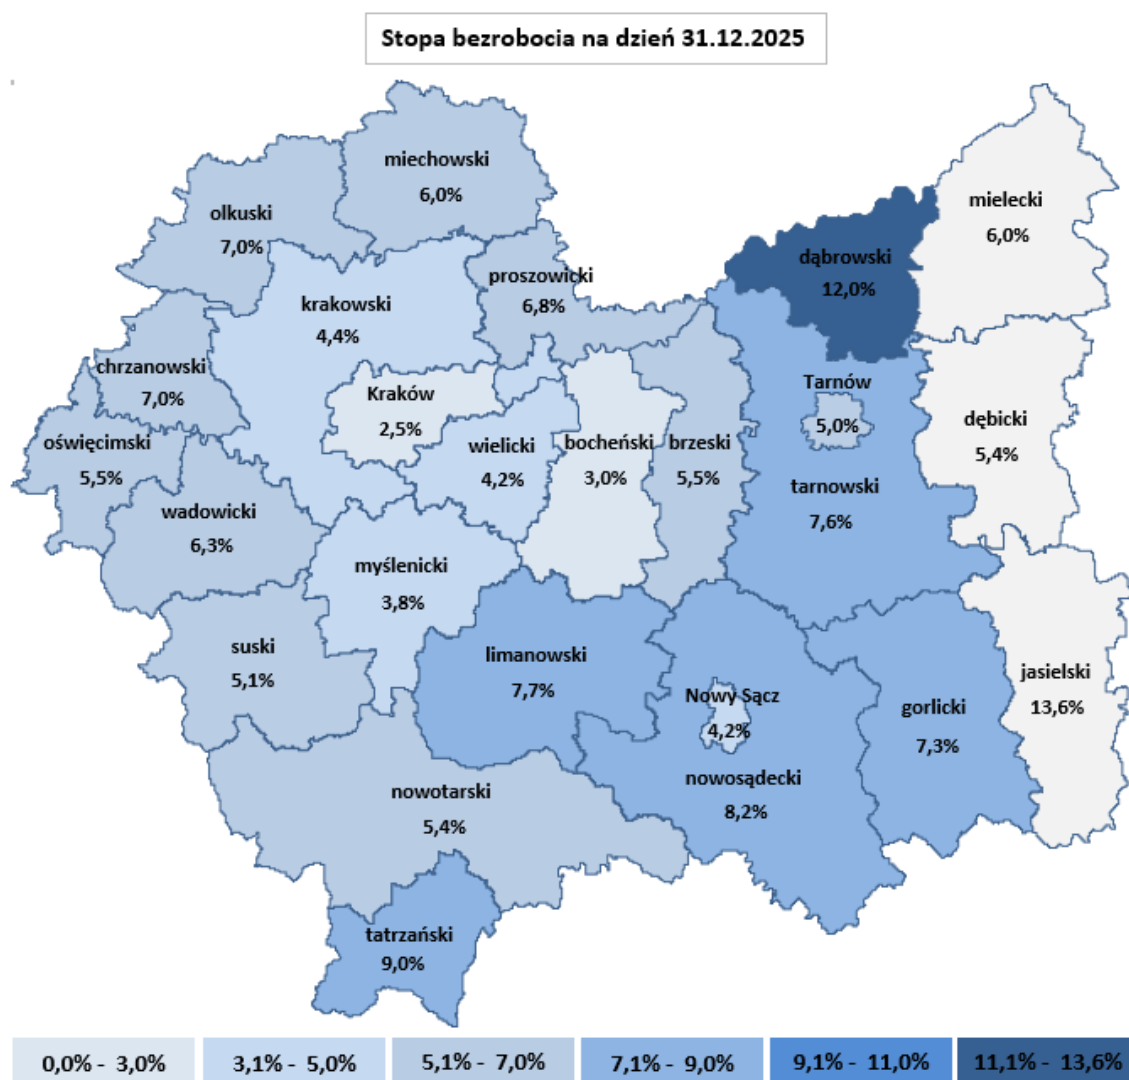 Stopa bezrobocia na dzień 31.12.2025
miechowski
6,0%
olkuski
7,0%
mielecki
6,0%
dąbrowski
12,0%
proszowicki
6,8%
krakowski
4,4%
chrzanowski
7,0%
Kraków
2,5%
Tarnów
5,0%
oświęcimski
5,5%
wielicki
4,2%
bocheński
3,0%
brzeski
5,5%
dębicki
5,4%
tarnowski
7,6%
wadowicki
6,3%
myślenicki
3,8%
suski
5,1%
limanowski
7,7%
Nowy Sącz
4,2%
gorlicki
7,3%
jasielski
13,6%
nowosądecki
8,2%
nowotarski
5,4%
tatrzański
9,0%
0,0% - 3,0%
3,1% - 5,0%
5,1% - 7,0%
7,1% - 9,0%
9,1% - 11,0%
11,1% - 13,6%